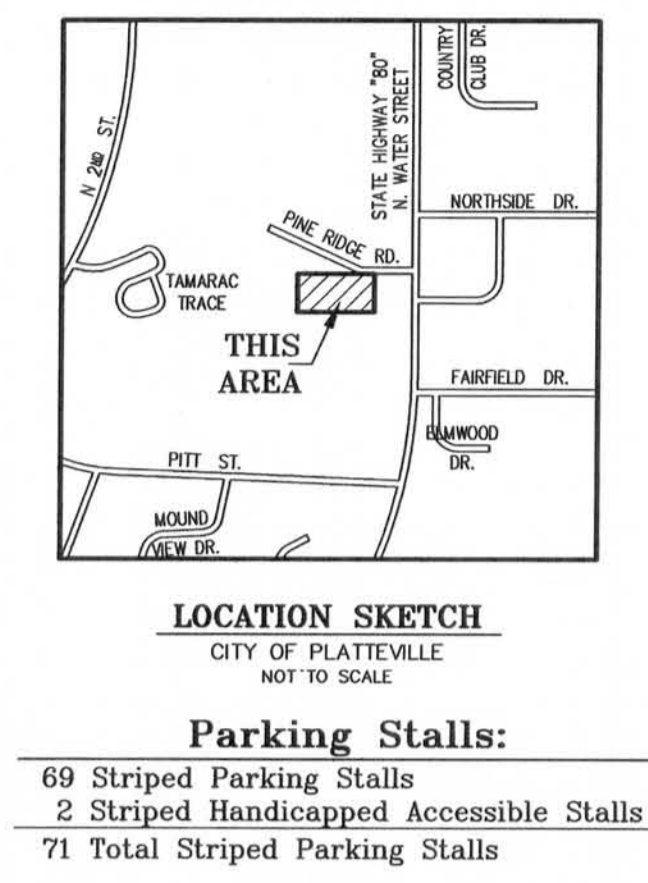 COUNTRY
CLUB DR.
STATE HIGHWAY "80"
N. WATER STREET
N 2ND ST.
NORTHSIDE DR.
PINE RIDGE RD.
TAMARAC
TRACE
THIS
AREA
FAIRFIELD DR.
ELMWOOD
DR.
PITT ST.
MOUND
VIEW DR.
LOCATION SKETCH
CITY OF PLATTEVILLE
NOT TO SCALE
Parking Stalls:
69 Striped Parking Stalls
2 Striped Handicapped Accessible Stalls
71 Total Striped Parking Stalls